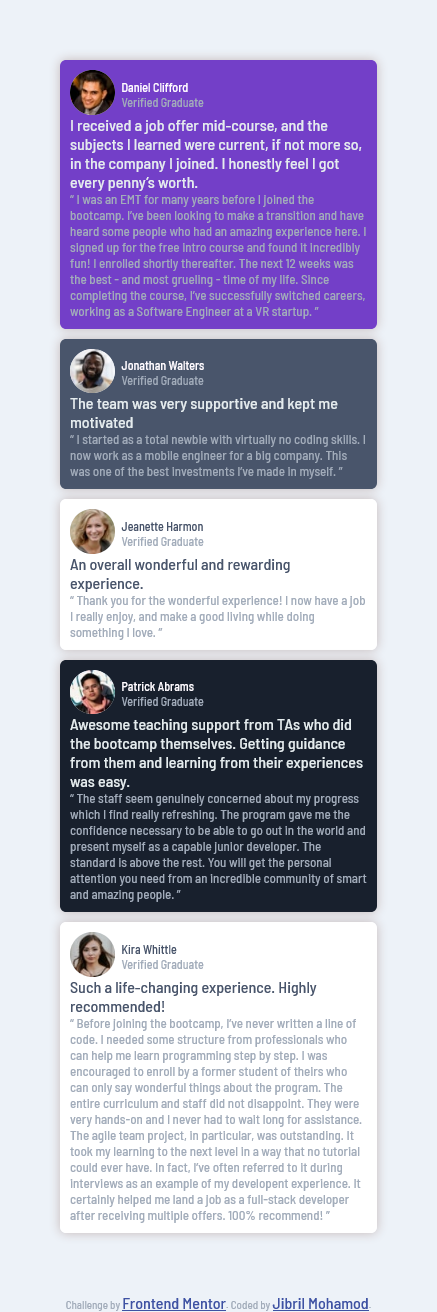 Daniel Clifford
Verified Graduate
I received a job offer mid-course, and the
subjects I learned were current, if not more so,
in the company I joined. I honestly feel I got
every penny’s worth.
“ I was an EMT for many years before I joined the
bootcamp. I’ve been looking to make a transition and have
heard some people who had an amazing experience here. I
signed up for the free intro course and found it incredibly
fun! I enrolled shortly thereafter. The next 12 weeks was
the best - and most grueling - time of my life. Since
completing the course, I’ve successfully switched careers,
working as a Software Engineer at a VR startup. ”
Jonathan Walters
Verified Graduate
The team was very supportive and kept me
motivated
“ I started as a total newbie with virtually no coding skills. I
now work as a mobile engineer for a big company. This
was one of the best investments I’ve made in myself. ”
Jeanette Harmon
Verified Graduate
An overall wonderful and rewarding
experience.
“ Thank you for the wonderful experience! I now have a job
I really enjoy, and make a good living while doing
something I love. ”
Patrick Abrams
Verified Graduate
Awesome teaching support from TAs who did
the bootcamp themselves. Getting guidance
from them and learning from their experiences
was easy.
“ The staff seem genuinely concerned about my progress
which I find really refreshing. The program gave me the
confidence necessary to be able to go out in the world and
present myself as a capable junior developer. The
standard is above the rest. You will get the personal
attention you need from an incredible community of smart
and amazing people. ”
Kira Whittle
Verified Graduate
Such a life-changing experience. Highly
recommended!
“ Before joining the bootcamp, I’ve never written a line of
code. I needed some structure from professionals who
can help me learn programming step by step. I was
encouraged to enroll by a former student of theirs who
can only say wonderful things about the program. The
entire curriculum and staff did not disappoint. They were
very hands-on and I never had to wait long for assistance.
The agile team project, in particular, was outstanding. It
took my learning to the next level in a way that no tutorial
could ever have. In fact, I’ve often referred to it during
interviews as an example of my development experience. It
certainly helped me land a job as a full-stack developer
after receiving multiple offers. 100% recommend! ”
Challenge by Frontend Mentor. Coded by Jibril Mohamod.